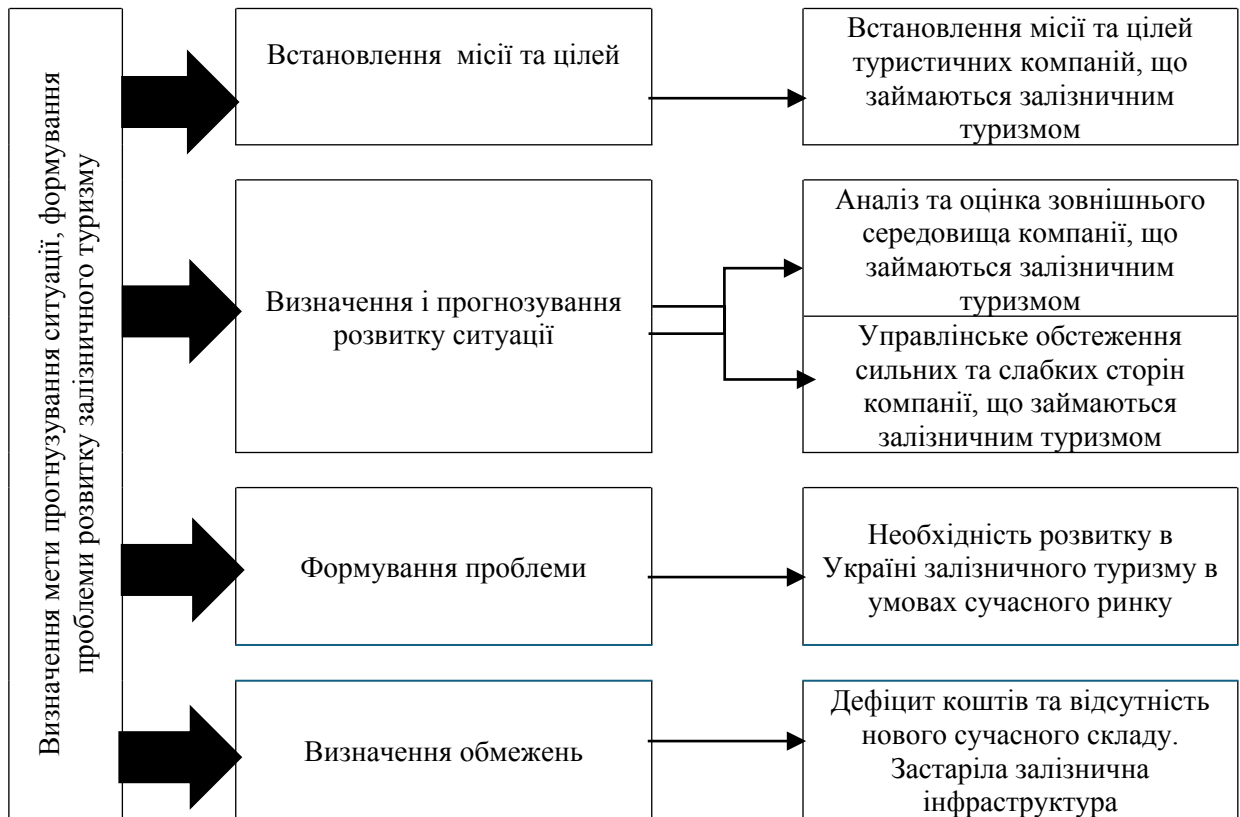 Визначення мети прогнузування ситуації, формування
проблеми розвитку залізничного туризму
Встановлення місії та цілей
Встановлення місії та цілей
туристичних компаній, що
займаються залізничним
туризмом
Визначення і прогнозування
розвитку ситуації
Аналіз та оцінка зовнішнього
середовища компанії, що
займаються залізничним
туризмом
Управлінське обстеження
сильних та слабких сторін
компанії, що займаються
залізничним туризмом
Формування проблеми
Необхідність розвитку в
Україні залізничного туризму в
умовах сучасного ринку
Визначення обмежень
Дефіцит коштів та відсутність
нового сучасного складу.
Застаріла залізнична
інфраструктура